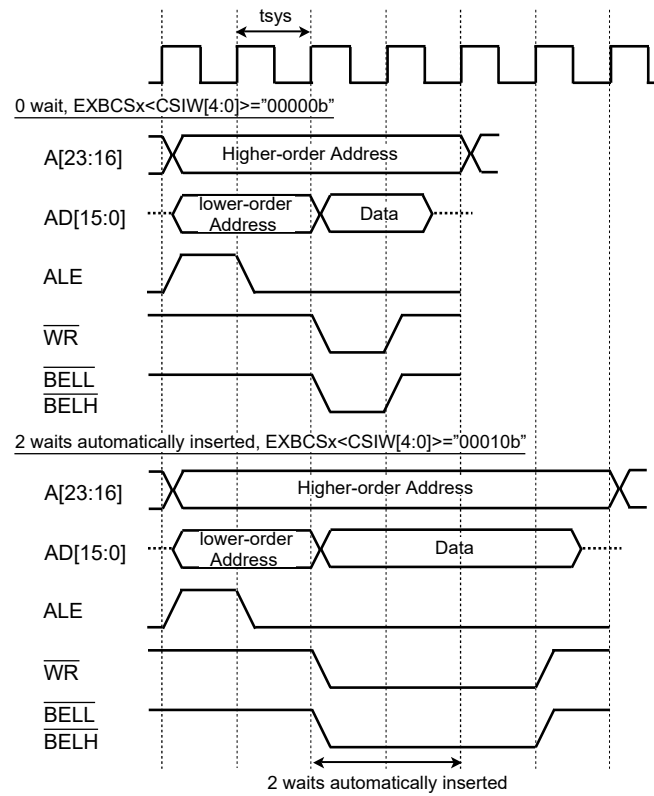 tsys
0 wait, EXBCSx<CSIW[4:0]>="00000b"
A[23:16]
Higher-order Address
AD[15:0]
lower-order
Address
Data
ALE
WR
BELL
BELH
2 waits automatically inserted, EXBCSx<CSIW[4:0]>="00010b"
A[23:16]
Higher-order Address
AD[15:0]
lower-order
Address
Data
ALE
WR
BELL
BELH
2 waits automatically inserted